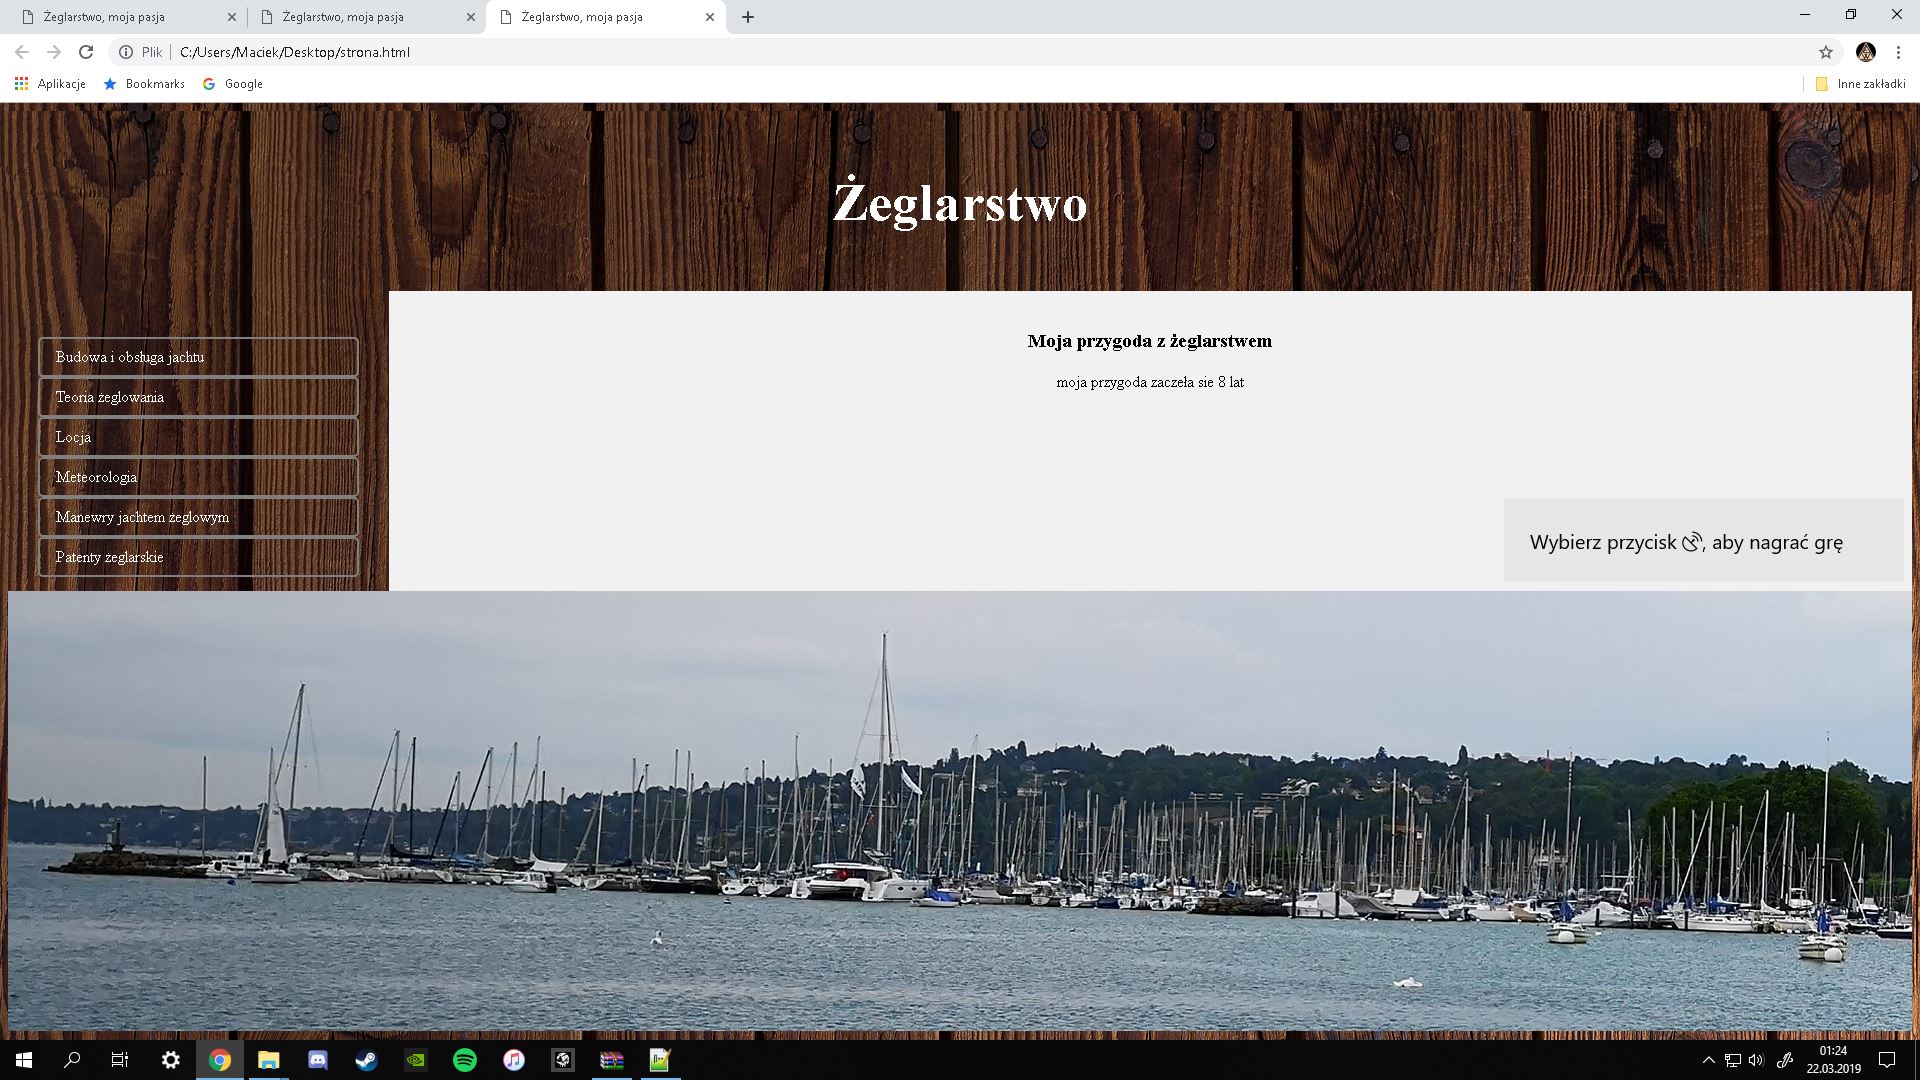 Żeglarstwo, moja pasja
Żeglarstwo, moja pasja
Żeglarstwo, moja pasja
Plik
C:/Users/Maciek/Desktop/strona.html
Aplikacje
Bookmarks
Google
Inne zakładki
Żeglarstwo
Budowa i obsługa jachtu
Teoria żeglowania
Locja
Meteorologia
Manewry jachtem żeglowym
Patenty żeglarskie
Moja przygoda z żeglarstwem
moja przygoda zaczeła sie 8 lat
Wybierz przycisk , aby nagrać grę
01:24
22.03.2019